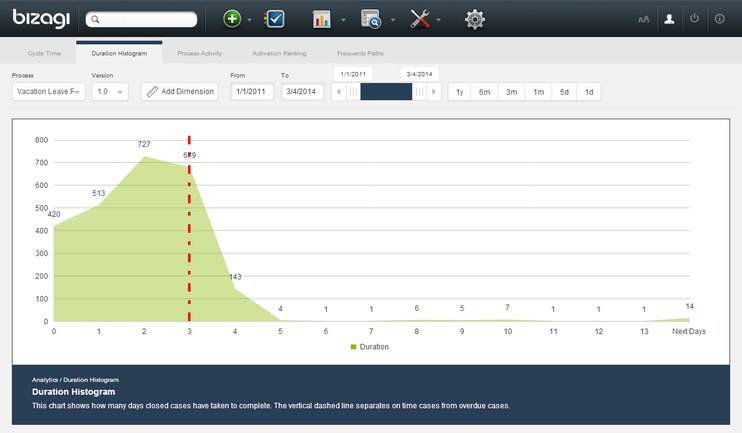 bizagi
AA
Cycle Time Duration Histogram Process Activity Activation Ranking Frequents Paths
Process Version From To 1/1/2011 3/4/2014
Vacation Leave R 1.0 Add Dimension 1/1/2011 3/4/2014 1y 6m 3m 1m 5d 1d
800
727
700
679
600
513
500
420
400
300
200
143
100
4 1 1 6 5 7 1 1 1 14
0
0 1 2 3 4 5 6 7 8 9 10 11 12 13 Next Days
Duration
Analytics / Duration Histogram
Duration Histogram
This chart shows how many days closed cases have taken to complete. The vertical dashed line separates on time cases from overdue cases.